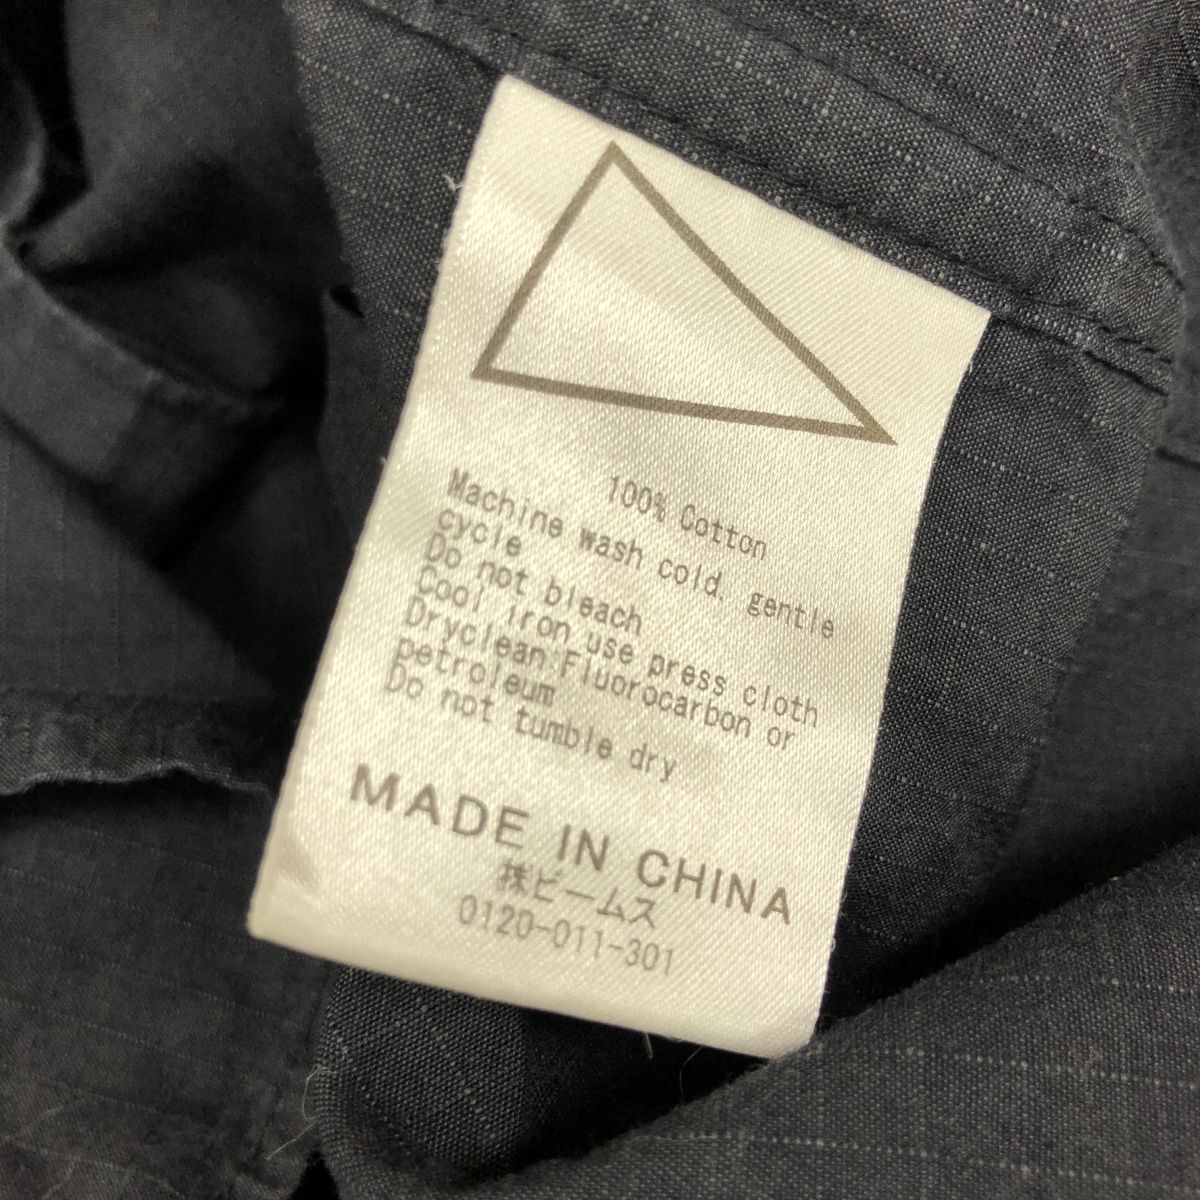 100% Cotton
Machine wash cold, gentle
cycle
Do not bleach
Cool iron use press cloth
Dryclean:Fluorocarbon or
petroleum
Do not tumble dry
MADE IN CHINA
㈱ビームス
0120-011-301